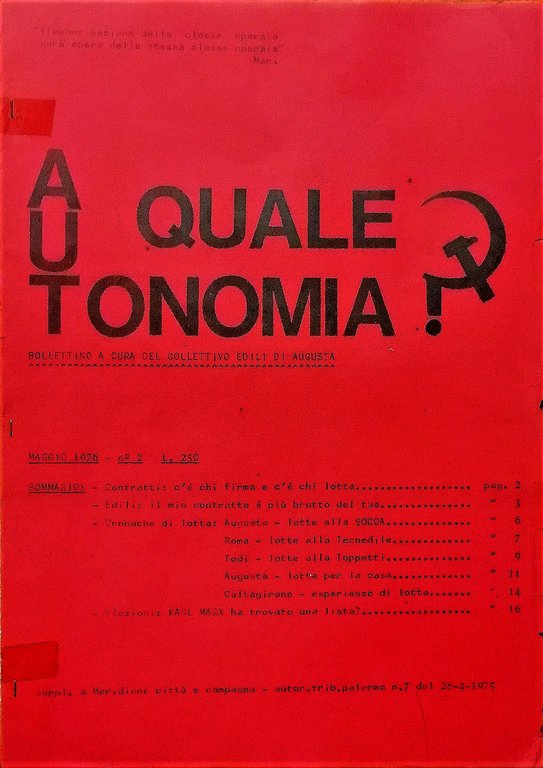 "l'emancipazione della classe operaia
sarà opera della stessa classe operaia"
Marx
A QUALE
U
TONOMIA !
BOLLETTINO A CURA DEL COLLETTIVO EDILI DI AUGUSTA
MAGGIO 1976 - n° 2 L. 250
SOMMARIO: - Contratti: c'é chi firma e c'é chi lotta.................. pag. 2
- Edili: il mio contratto é più brutto del tuo................ " 3
- Cronache di lotta: Augusta - lotte alla SOCOA............... " 6
Roma - lotte alla Tecnedile.............. " 7
Todi - lotte alla Toppetti............... " 9
Augusta - lotta per la casa.............. " 11
Caltagirone - esperienze di lotta....... " 14
- Elezioni: KARL MARX ha trovato una lista?................. " 16
suppl. a Meridione città e campagna - autor.Trib.palermo n.7 del 26-4-1975